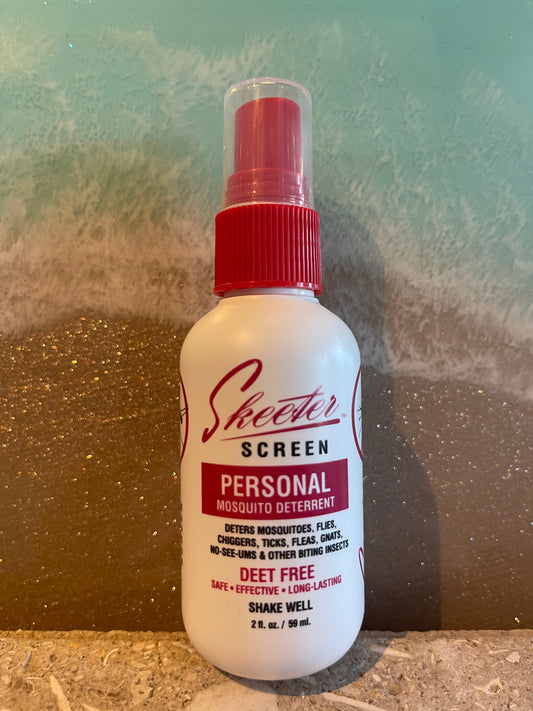 Skeeter™
SCREEN
PERSONAL
MOSQUITO DETERRENT
DETERS MOSQUITOES, FLIES,
CHIGGERS, TICKS, FLEAS, GNATS,
NO-SEE-UMS & OTHER BITING INSECTS
DEET FREE
SAFE • EFFECTIVE • LONG-LASTING
SHAKE WELL
2 fl. oz. / 59 ml.